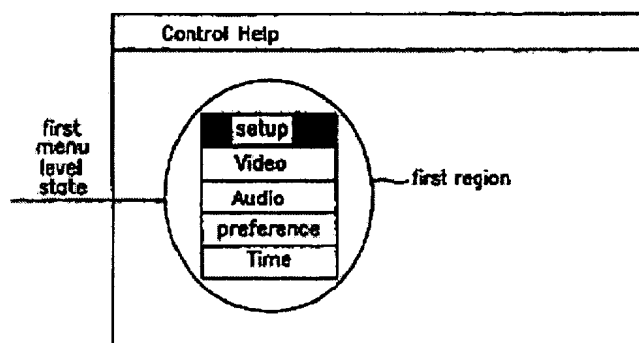 Control Help
first
menu
level
state
setup
Video
Audio
preference
Time
first region